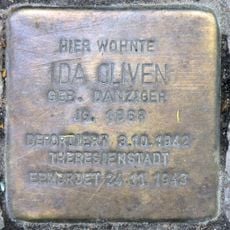 HIER WOHNTE
IDA OLIVEN
GEB. DANZIGER
JG. 1868
DEPORTIERT 3.10.1942
THERESIENSTADT
ERMORDET 24.11.1943